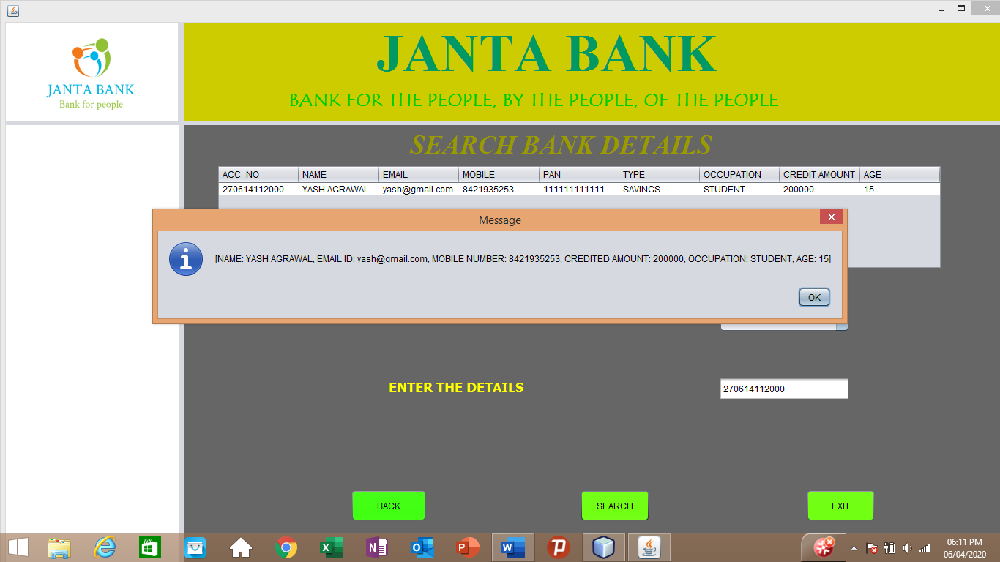 JANTA BANK
Bank for people
JANTA BANK
BANK FOR THE PEOPLE, BY THE PEOPLE, OF THE PEOPLE
SEARCH BANK DETAILS
ACC_NO NAME EMAIL MOBILE PAN TYPE OCCUPATION CREDIT AMOUNT AGE
270614112000 YASH AGRAWAL yash@gmail.com 8421935253 111111111111 SAVINGS STUDENT 200000 15
Message
[NAME: YASH AGRAWAL, EMAIL ID: yash@gmail.com, MOBILE NUMBER: 8421935253, CREDITED AMOUNT: 200000, OCCUPATION: STUDENT, AGE: 15]
OK
ENTER THE DETAILS 270614112000
BACK SEARCH EXIT
06:11 PM
06/04/2020